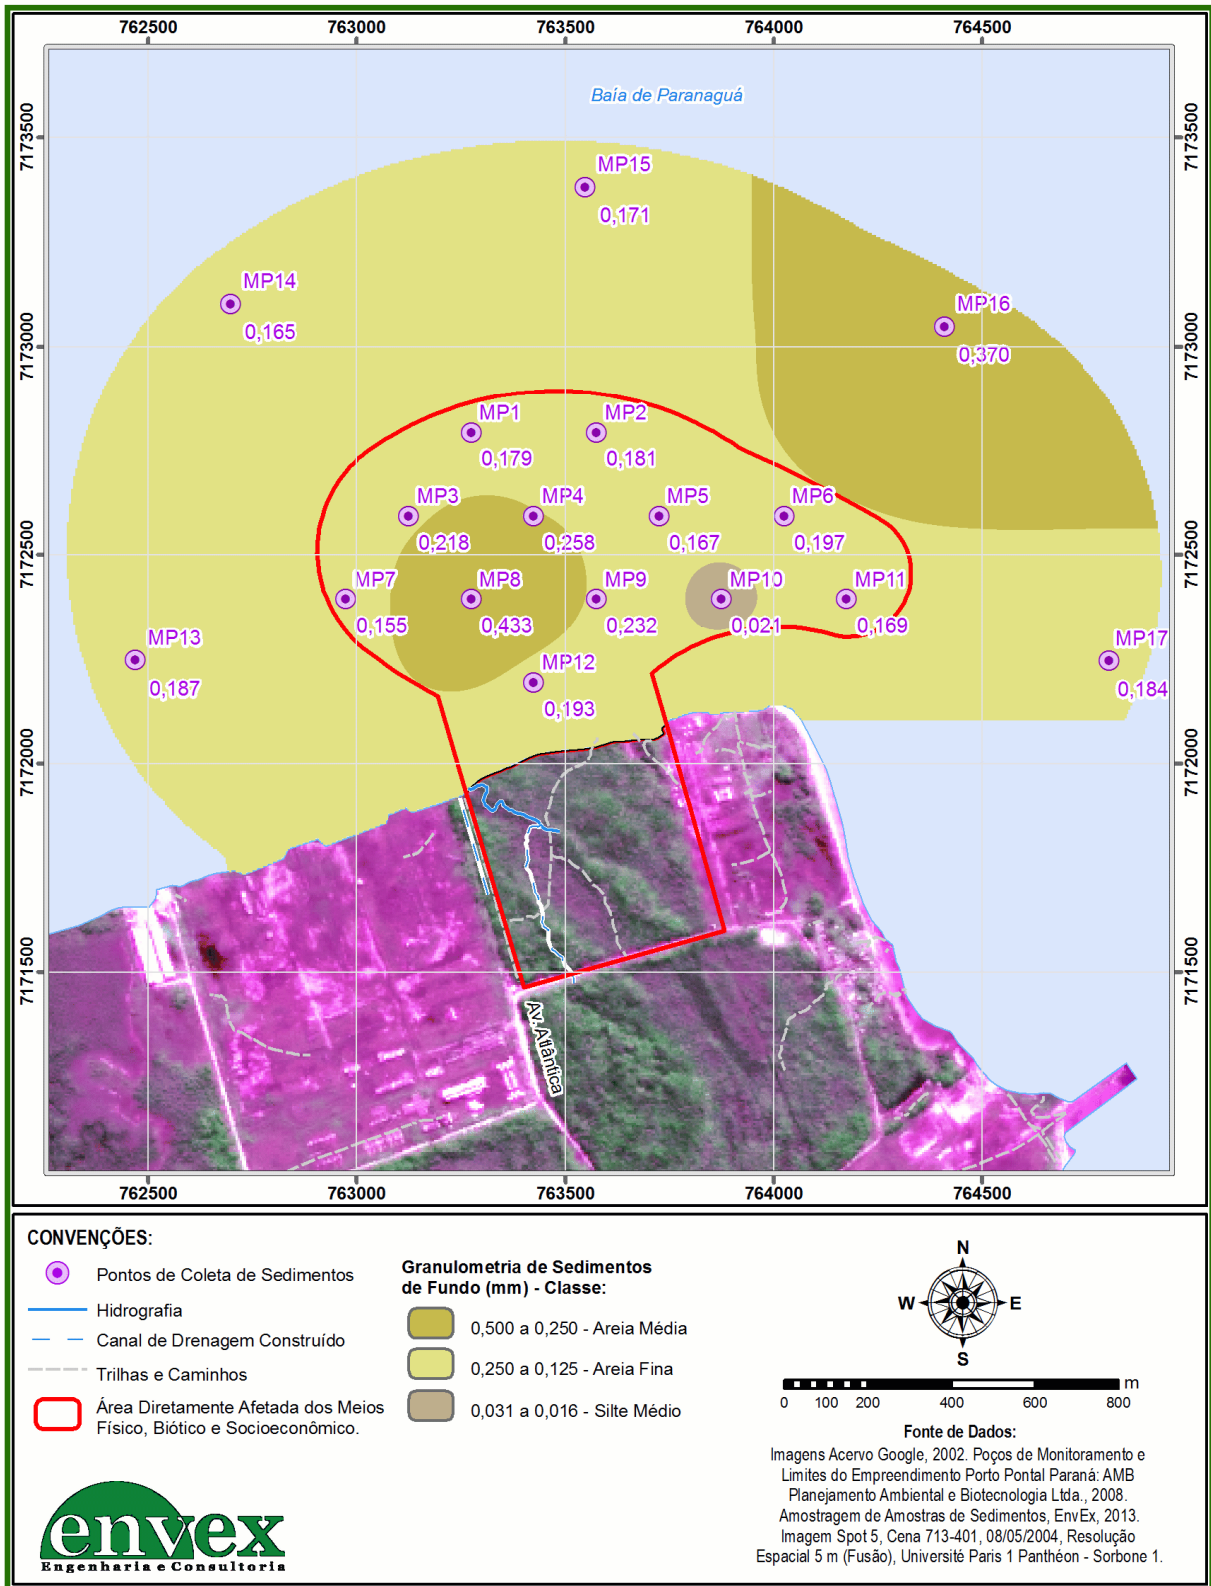 762500 763000 763500 764000 764500
Baía de Paranaguá
7173500 7173500
MP15
0,171
MP14
0,165
MP16
0,370
7173000 7173000
MP1 MP2
0,179 0,181
MP3 MP4 MP5 MP6
0,218 0,258 0,167 0,197
7172500 7172500
MP7 MP8 MP9 MP10 MP11
0,155 0,433 0,232 0,021 0,169
MP13 MP17
0,187 0,184
MP12
0,193
7172000 7172000
7171500 7171500
Av. Atlântica
762500 763000 763500 764000 764500
CONVENÇÕES:
Pontos de Coleta de Sedimentos
Hidrografia
Canal de Drenagem Construído
Trilhas e Caminhos
Área Diretamente Afetada dos Meios
Físico, Biótico e Socioeconômico.
Granulometria de Sedimentos
de Fundo (mm) - Classe:
0,500 a 0,250 - Areia Média
0,250 a 0,125 - Areia Fina
0,031 a 0,016 - Silte Médio
N
W E
S
m
0 100 200 400 600 800
Fonte de Dados:
Imagens Acervo Google, 2002. Poços de Monitoramento e
Limites do Empreendimento Porto Pontal Paraná: AMB
Planejamento Ambiental e Biotecnologia Ltda., 2008.
Amostragem de Amostras de Sedimentos, EnvEx, 2013.
Imagem Spot 5, Cena 713-401, 08/05/2004, Resolução
Espacial 5 m (Fusão), Université Paris 1 Panthéon - Sorbone 1.
envex
Engenharia e Consultoria